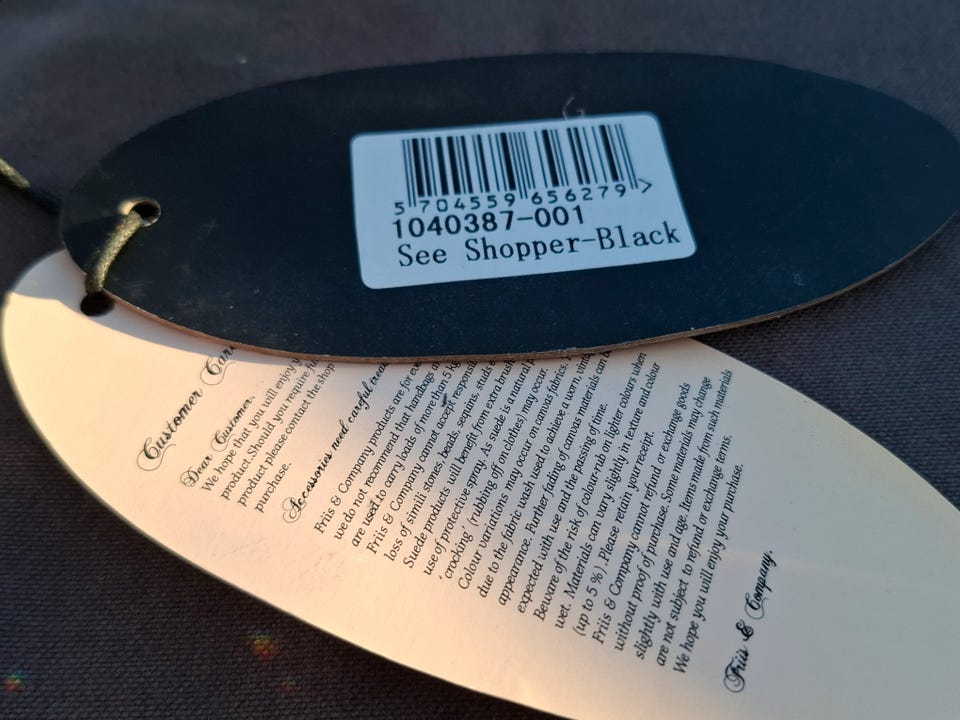 5 704559 656279 >
1040387-001
See Shopper-Black
Customer
Dear Customer.
We hope that you will enjoy
product. Should you require
product please contact the shop
purchase.
Accessories need careful
Friis & Company products are for
we do not recommend that handbags
are used to carry loads of more than 5 kg
Friis & Company cannot accept
loss of simili stones, beads, sequins, studs
Suede products will benefit from extra
use of protective sprry. As suede is a natural
'crocking' (rubbing off on clothes) may occur.
Colour variations may occur on canvas fabrics
due to the fabric wash used to achieve a worn,
appearance. Further fading of canvas materials can
expected with use and the passing of time.
Beware of the risk of colour-rub on lighter colours when
wet. Materials can vary slightly in texture and colour
(up to 5 %). Please retain your receipt.
Friis & Company cannot refund or exchange goods
without proof of purchase. Some materials may change
slightly with use and age. Items made from such materials
are not subject to refund or exchange terms.
We hope you will enjoy your purchase.
Friis & Company.